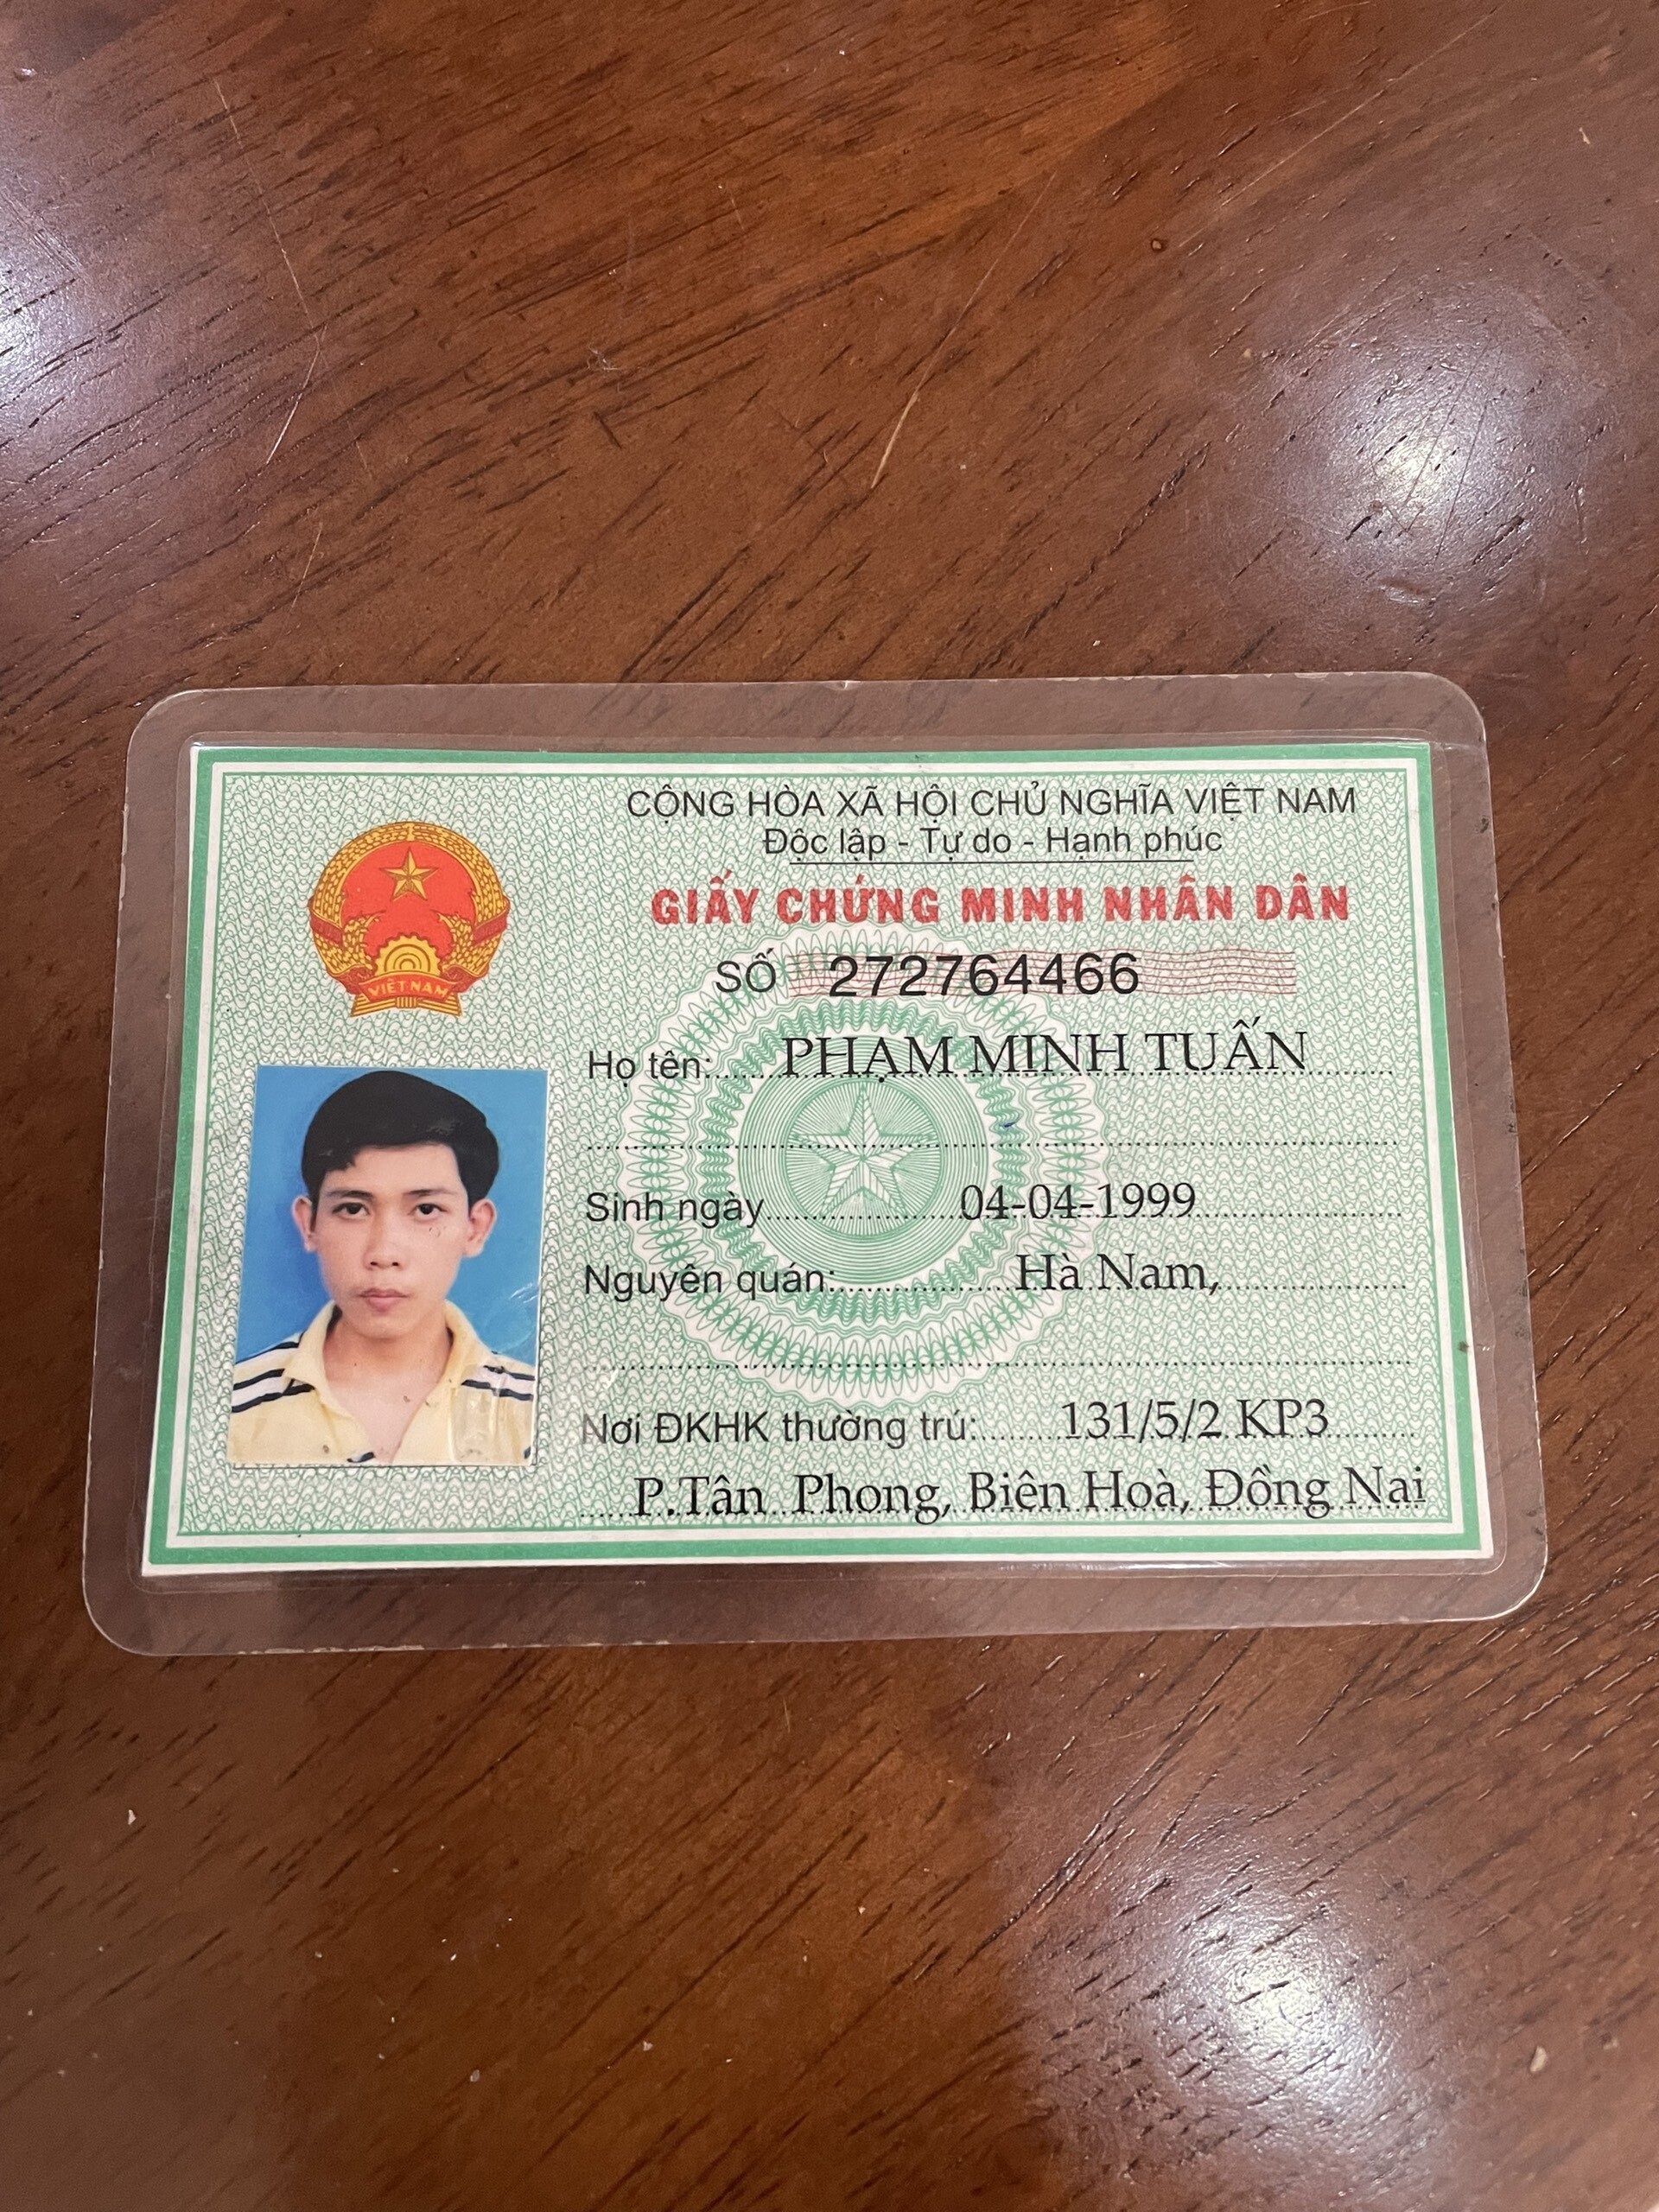 CỘNG HÒA XÃ HỘI CHỦ NGHĨA VIỆT NAM
Độc lập - Tự do - Hạnh phúc
GIẤY CHỨNG MINH NHÂN DÂN
SỐ 272764466
VIỆT NAM
Họ tên: PHẠM MINH TUẤN
Sinh ngày 04-04-1999
Nguyên quán: Hà Nam,
Nơi ĐKHK thường trú: 131/5/2 KP3
P.Tân Phong, Biên Hoà, Đồng Nai